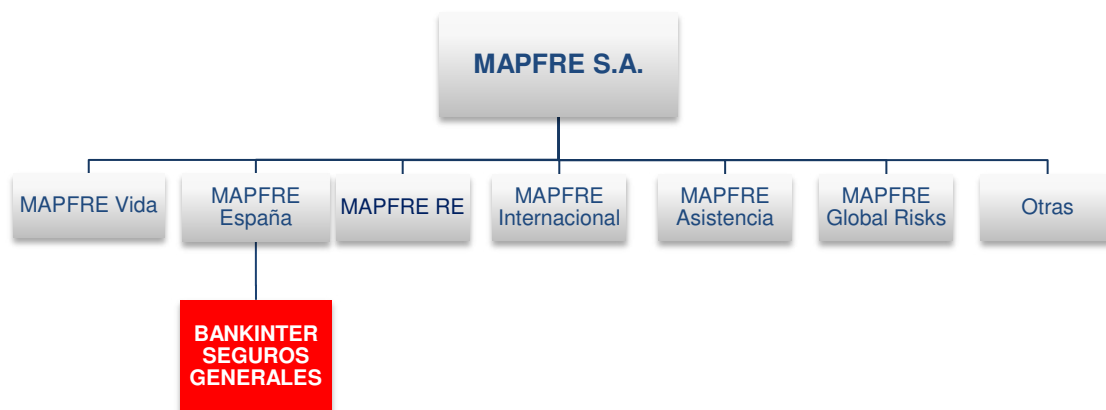 MAPFRE S.A.
MAPFRE Vida
MAPFRE
España
MAPFRE RE
MAPFRE
Internacional
MAPFRE
Asistencia
MAPFRE
Global Risks
Otras
BANKINTER
SEGUROS
GENERALES